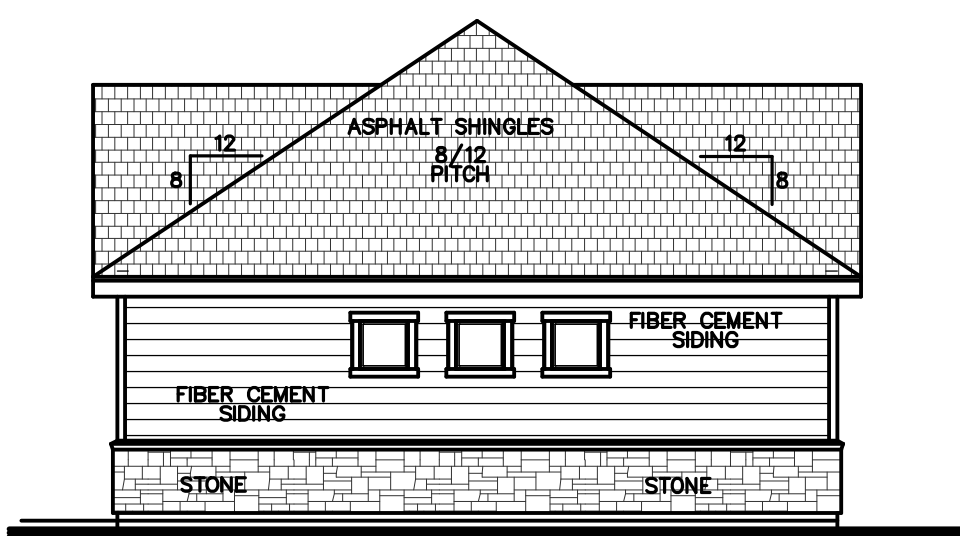 ASPHALT SHINGLES
8/12
PITCH
12
8
12
8
FIBER CEMENT
SIDING
FIBER CEMENT
SIDING
STONE
STONE